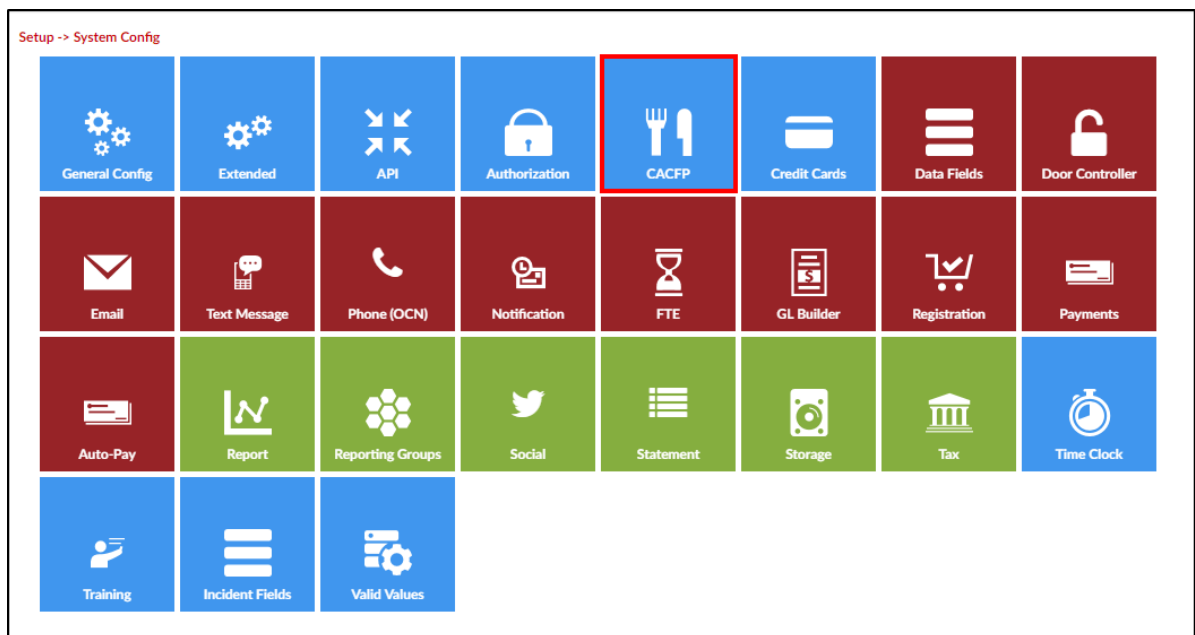 Setup -> System Config
General Config
Extended
API
Authorization
CACFP
Credit Cards
Data Fields
Door Controller
Email
Text Message
Phone (OCN)
Notification
FTE
$
GL Builder
Registration
Payments
Auto-Pay
Report
Reporting Groups
Social
Statement
Storage
Tax
Time Clock
Training
Incident Fields
Valid Values